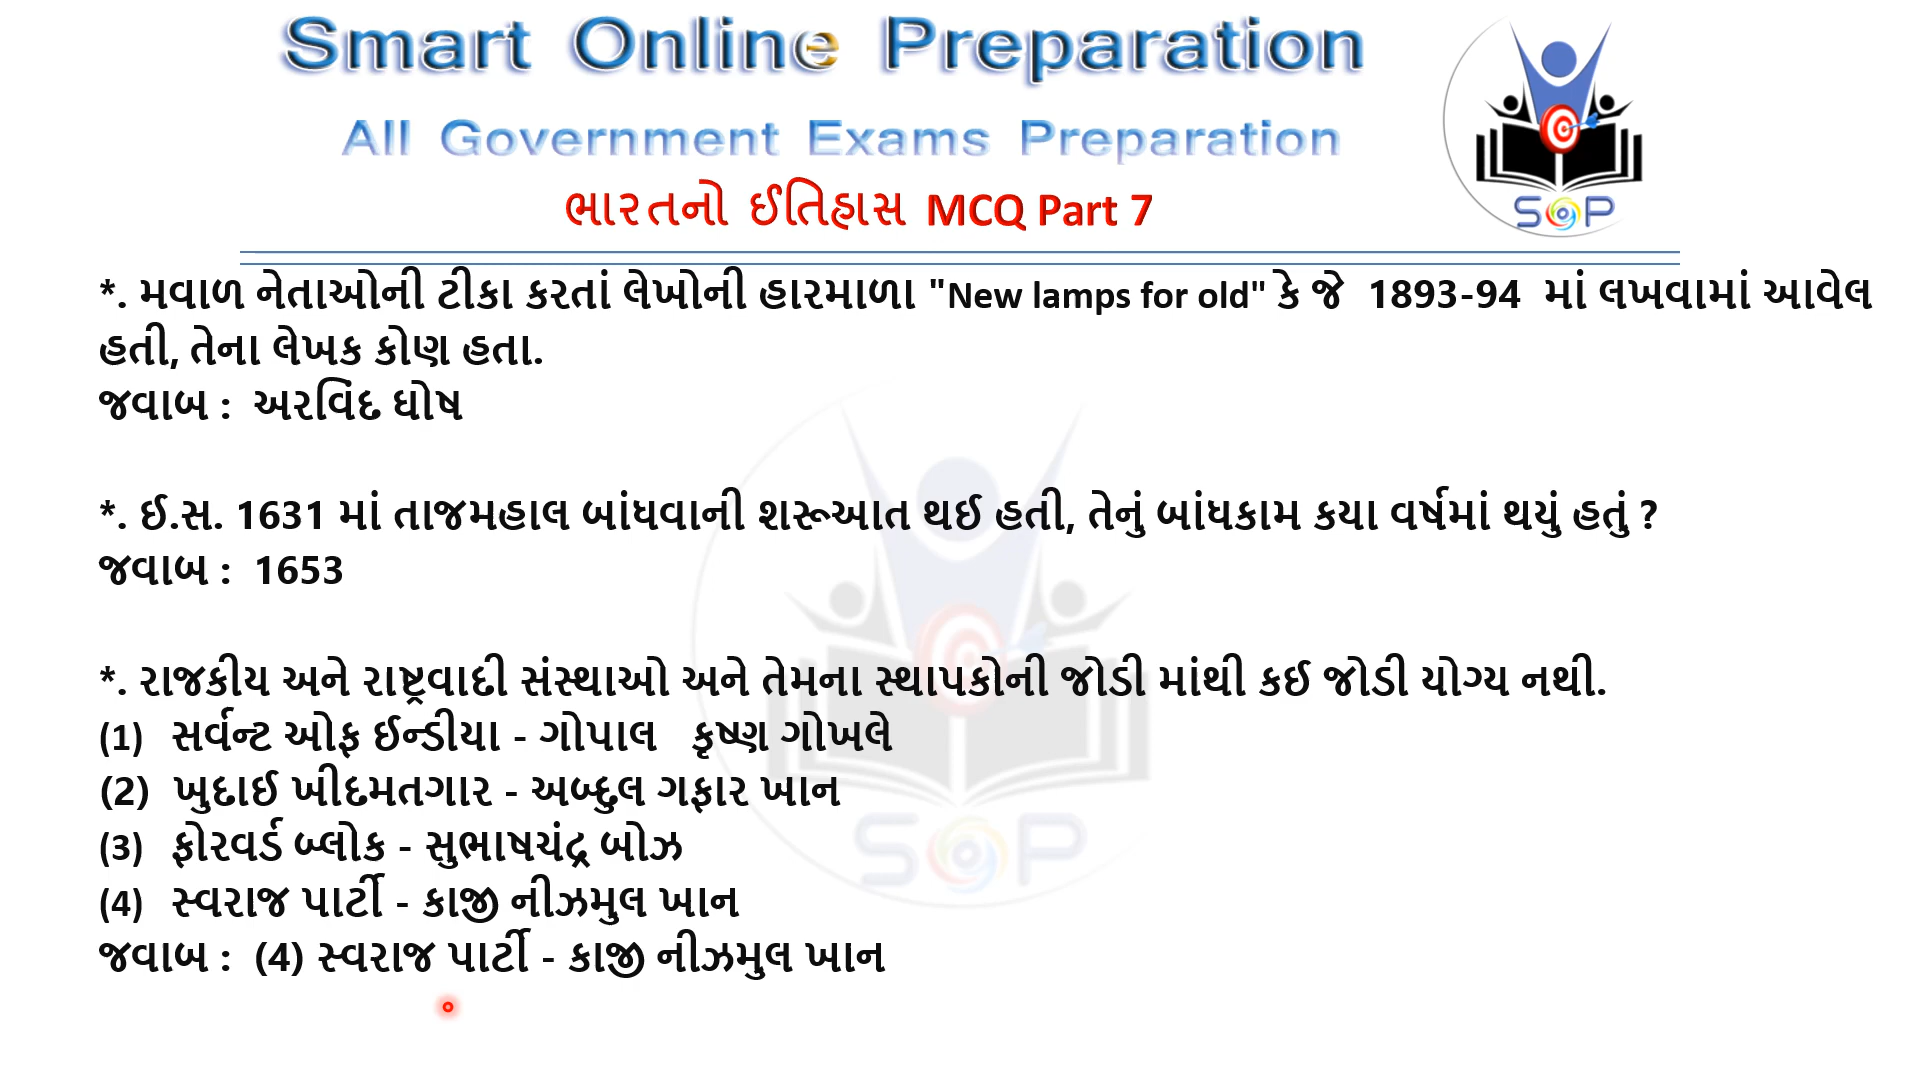 Smart Online Preparation
All Government Exams Preparation
ભારતનો ઈતિહાસ MCQ Part 7
SOP
*. મવાળ નેતાઓની ટીકા કરતાં લેખોની હારમાળા "New lamps for old" કે જે 1893-94 માં લખવામાં આવેલ
હતી, તેના લેખક કોણ હતા.
જવાબ : અરવિંદ ઘોષ
*. ઈ.સ. 1631 માં તાજમહાલ બાંધવાની શરૂઆત થઈ હતી, તેનું બાંધકામ કયા વર્ષમાં થયું હતું ?
જવાબ : 1653
*. રાજકીય અને રાષ્ટ્રવાદી સંસ્થાઓ અને તેમના સ્થાપકોની જોડી માંથી કઈ જોડી યોગ્ય નથી.
(1) સર્વન્ટ ઓફ ઈન્ડીયા - ગોપાલ કૃષ્ણ ગોખલે
(2) ખુદાઈ ખીદમતગાર - અબ્દુલ ગફાર ખાન
(3) ફોરવર્ડ બ્લોક - સુભાષચંદ્ર બોઝ
(4) સ્વરાજ પાર્ટી - કાજી નીઝમુલ ખાન
જવાબ : (4) સ્વરાજ પાર્ટી - કાજી નીઝમુલ ખાન
SOP